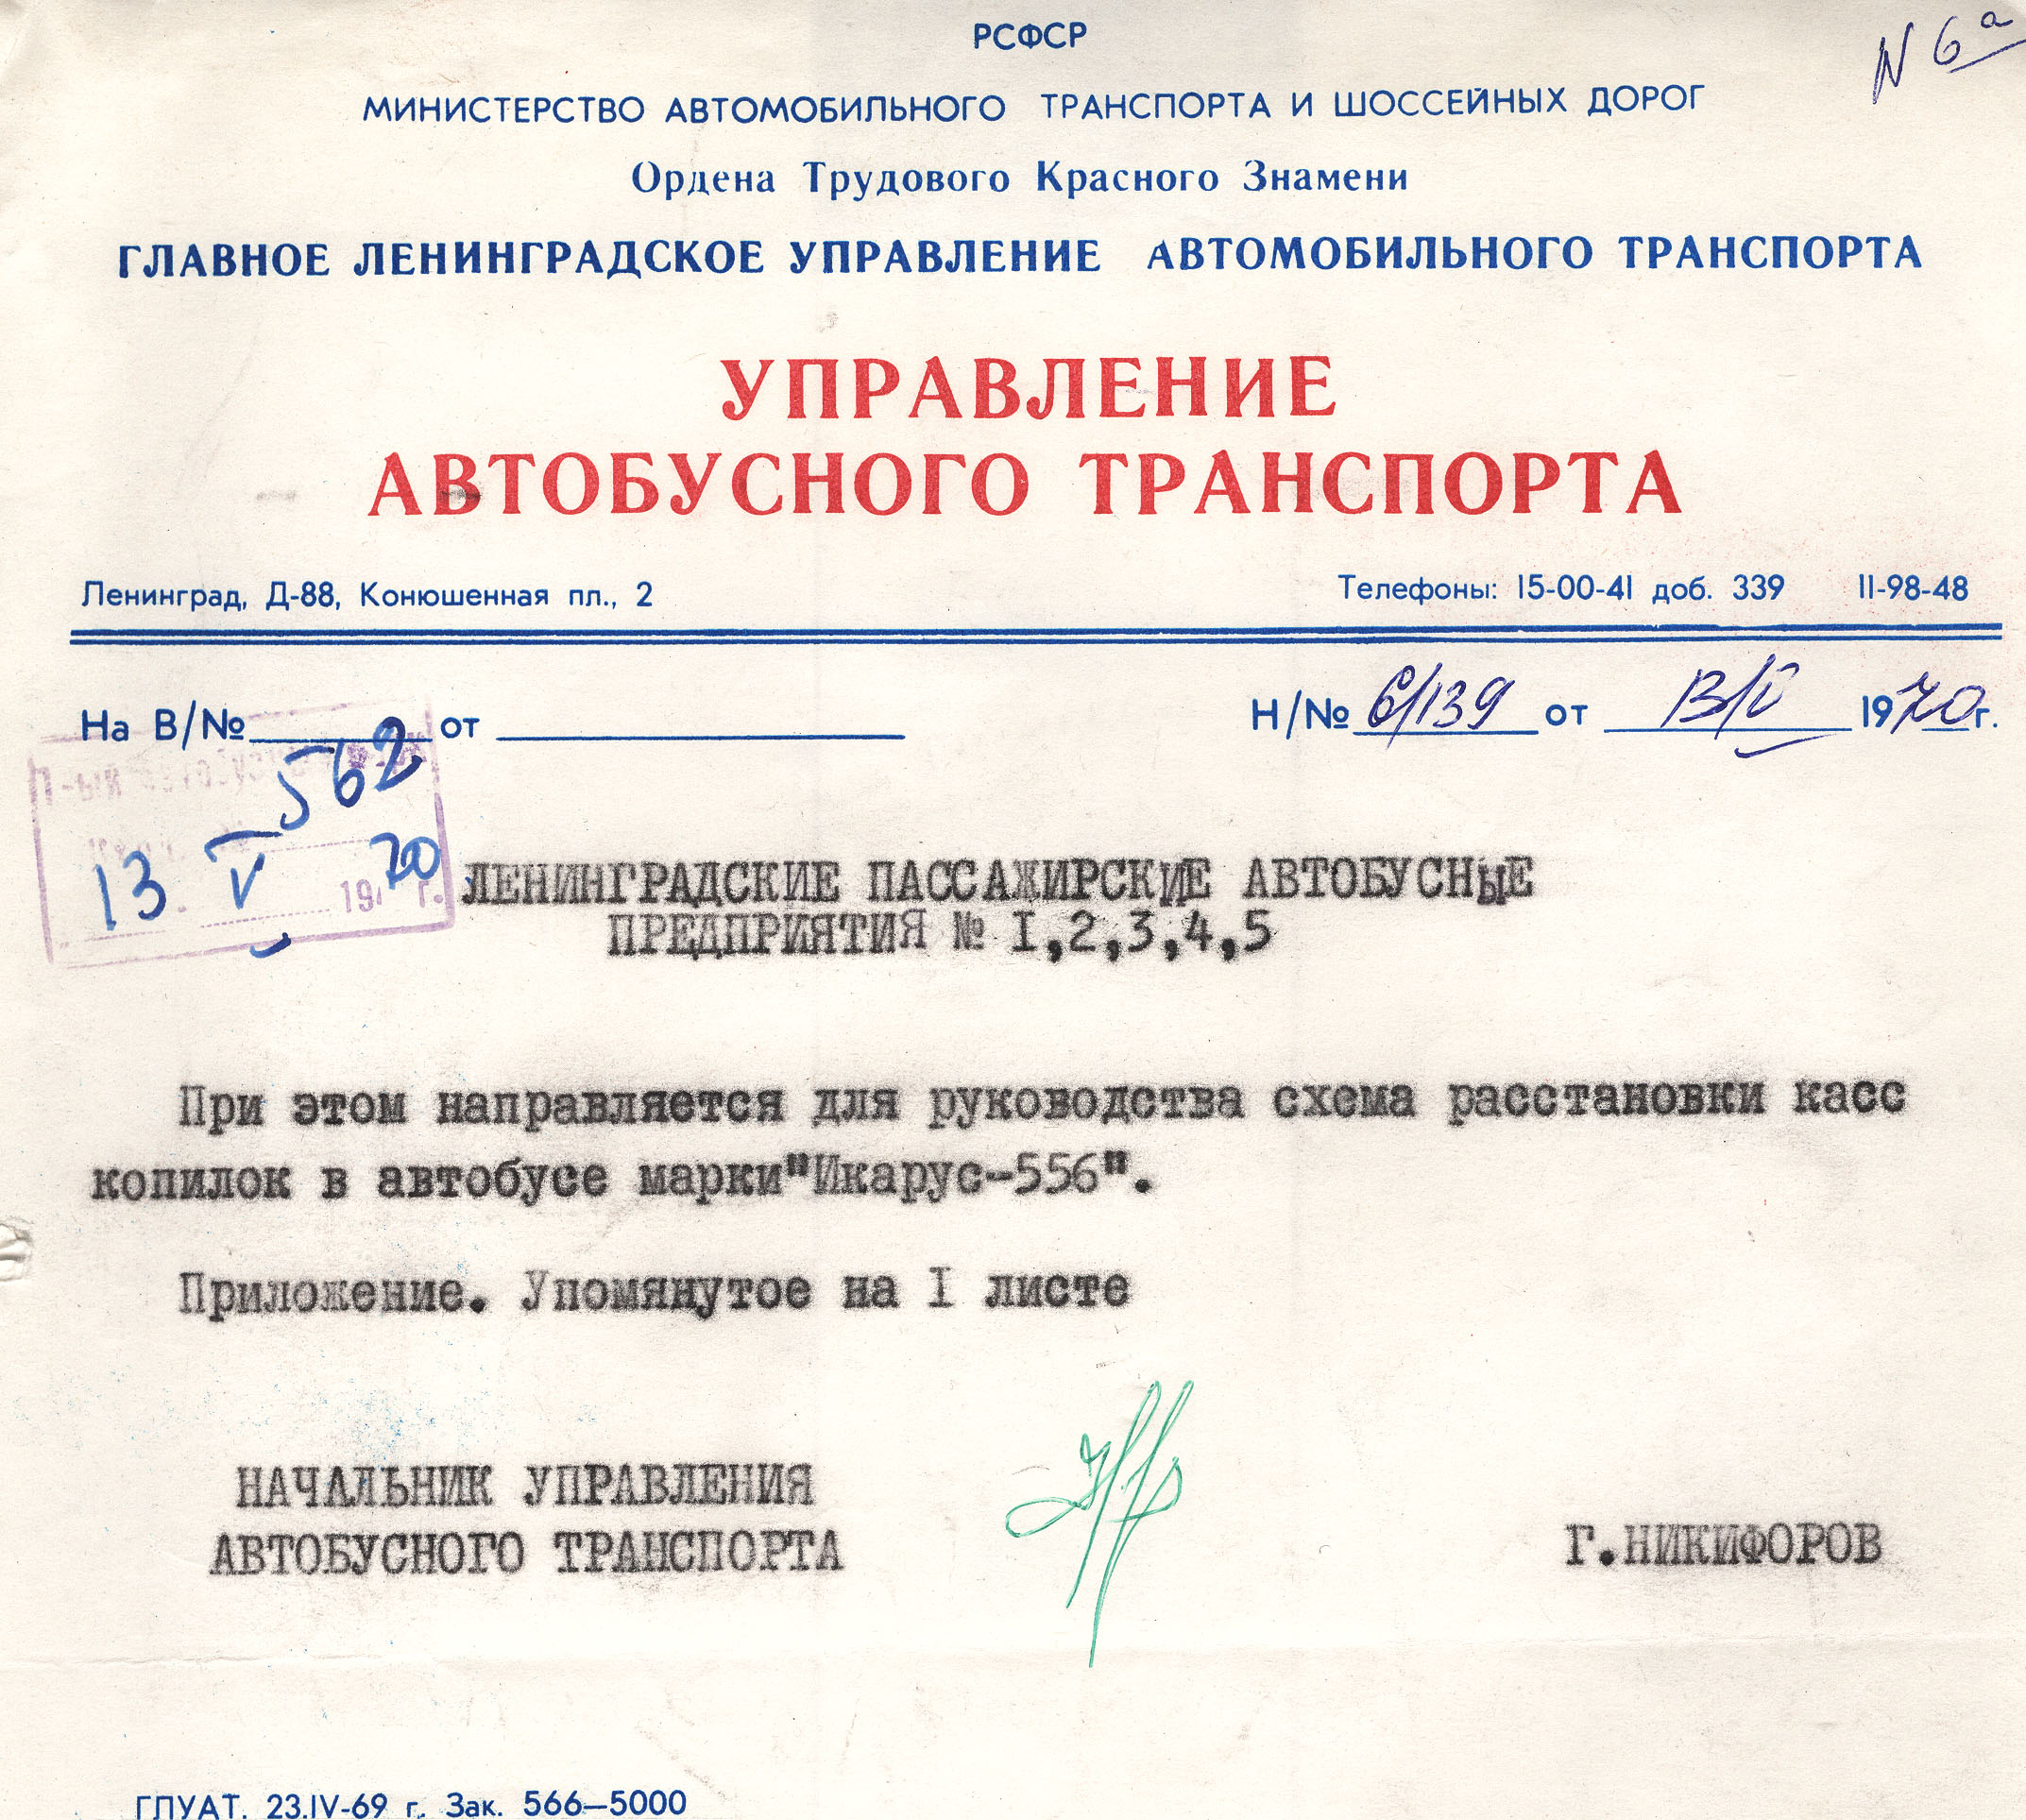 N 6а
РСФСР
МИНИСТЕРСТВО АВТОМОБИЛЬНОГО ТРАНСПОРТА И ШОССЕЙНЫХ ДОРОГ
Ордена Трудового Красного Знамени
ГЛАВНОЕ ЛЕНИНГРАДСКОЕ УПРАВЛЕНИЕ АВТОМОБИЛЬНОГО ТРАНСПОРТА
УПРАВЛЕНИЕ
АВТОБУСНОГО ТРАНСПОРТА
Ленинград, Д-88, Конюшенная пл., 2 Телефоны: 15-00-41 доб. 339 11-98-48
На В/№ от Н/№ 6/139 от 13/V 1970 г.
562
13 V 1970 г.
ЛЕНИНГРАДСКИЕ ПАССАЖИРСКИЕ АВТОБУСНыЕ
ПРЕДПРИЯТИЯ № I,2,3,4,5
При этом направляется для руководства схема расстановки касс
копилок в автобусе марки"Икарус-556".
Приложение. Упомянутое на I листе
НАЧАЛЬНИК УПРАВЛЕНИЯ
АВТОБУСНОГО ТРАНСПОРТА Г.НИКИФОРОВ
ГЛУАТ. 23.IV-69 г. Зак. 566—5000